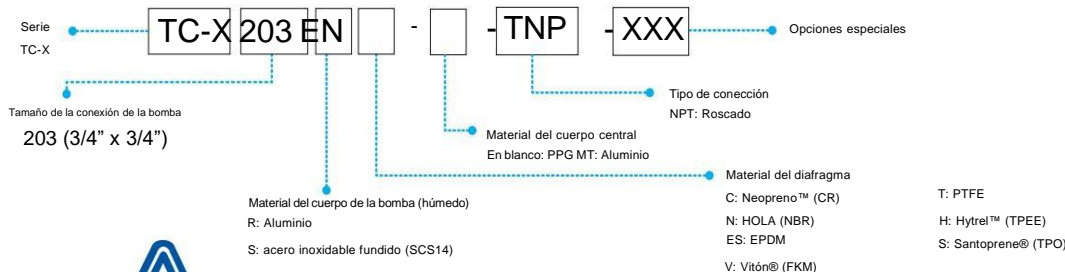 Serie
TC-X
TC-X 203 EN - -TNP -XXX
Opciones especiales
Tamaño de la conexión de la bomba
203 (3/4” x 3/4”)
Tipo de conección
NPT: Roscado
Material del cuerpo central
En blanco: PPG MT: Aluminio
Material del cuerpo de la bomba (húmedo)
R: Aluminio
S: acero inoxidable fundido (SCS14)
Material del diafragma
C: Neopreno™ (CR)
N: HOLA (NBR)
ES: EPDM
V: Vitón® (FKM)
T: PTFE
H: Hytrel™ (TPEE)
S: Santoprene® (TPO)